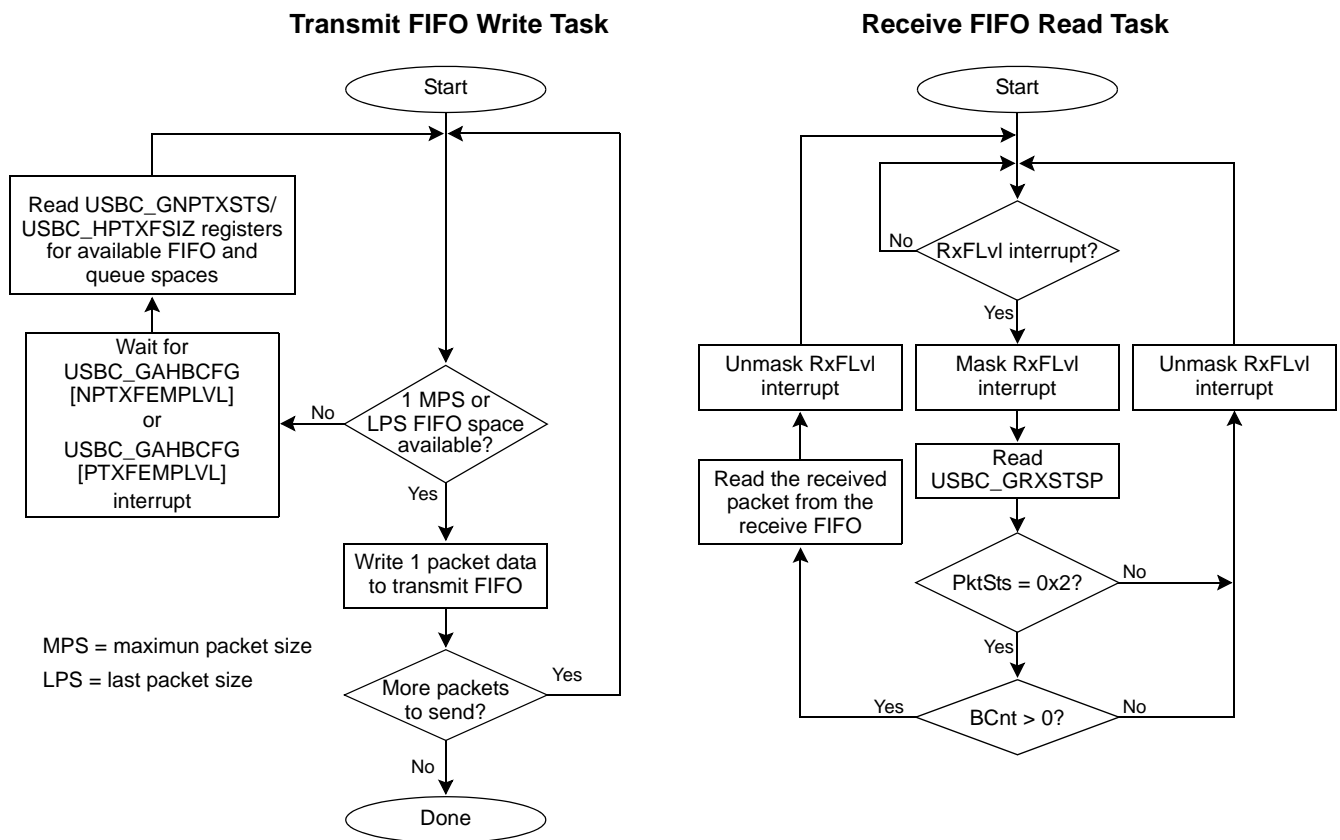 Transmit FIFO Write Task
Start
Read USBC_GNPTXSTS/
USBC_HPTXFSIZ registers
for available FIFO and
queue spaces
Wait for
USBC_GAHBCFG
[NPTXFEMPLVL]
or
USBC_GAHBCFG
[PTXFEMPLVL]
interrupt
No
1 MPS or
LPS FIFO space
available?
Yes
Write 1 packet data
to transmit FIFO
MPS = maximun packet size
LPS = last packet size
More packets
to send?
Yes
No
Done
Receive FIFO Read Task
Start
No
RxFLvl interrupt?
Yes
Unmask RxFLvl
interrupt
Mask RxFLvl
interrupt
Unmask RxFLvl
interrupt
Read
USBC_GRXSTSP
Read the received
packet from the
receive FIFO
PktSts = 0x2?
No
Yes
Yes
BCnt > 0?
No